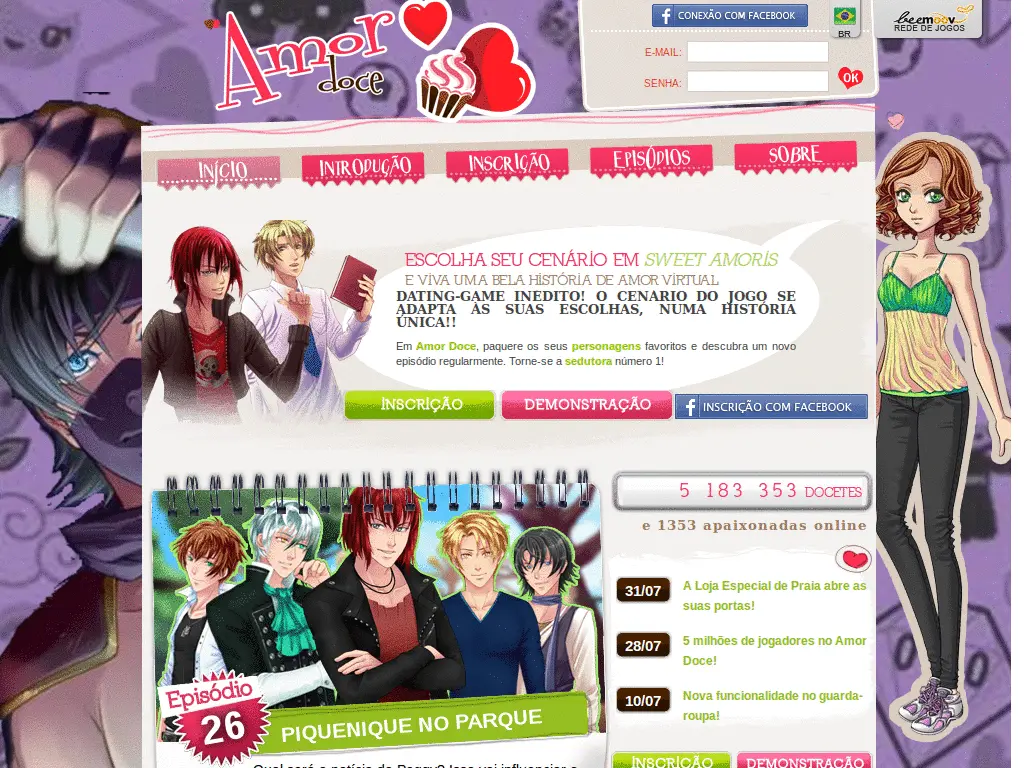 Amor
doce
CONEXÃO COM FACEBOOK
BR
beemoov
REDE DE JOGOS
E-MAIL:
SENHA:
OK
INÍCIO
INTRODUÇÃO
INSCRIÇÃO
EPISÓDIOS
SOBRE
ESCOLHA SEU CENÁRIO EM SWEET AMORIS
E VIVA UMA BELA HISTÓRIA DE AMOR VIRTUAL
DATING-GAME INEDITO! O CENARIO DO JOGO SE
ADAPTA ÀS SUAS ESCOLHAS, NUMA HISTÓRIA
ÚNICA!!
Em Amor Doce, paquere os seus personagens favoritos e descubra um novo
episódio regularmente. Torne-se a sedutora número 1!
INSCRIÇÃO
DEMONSTRAÇÃO
INSCRIÇÃO COM FACEBOOK
5 183 353 DOCETES
e 1353 apaixonadas online
31/07 A Loja Especial de Praia abre as
suas portas!
28/07 5 milhões de jogadores no Amor
Doce!
10/07 Nova funcionalidade no guarda-
roupa!
Episódio
26
PIQUENIQUE NO PARQUE
INSCRIÇÃO
DEMONSTRAÇÃO